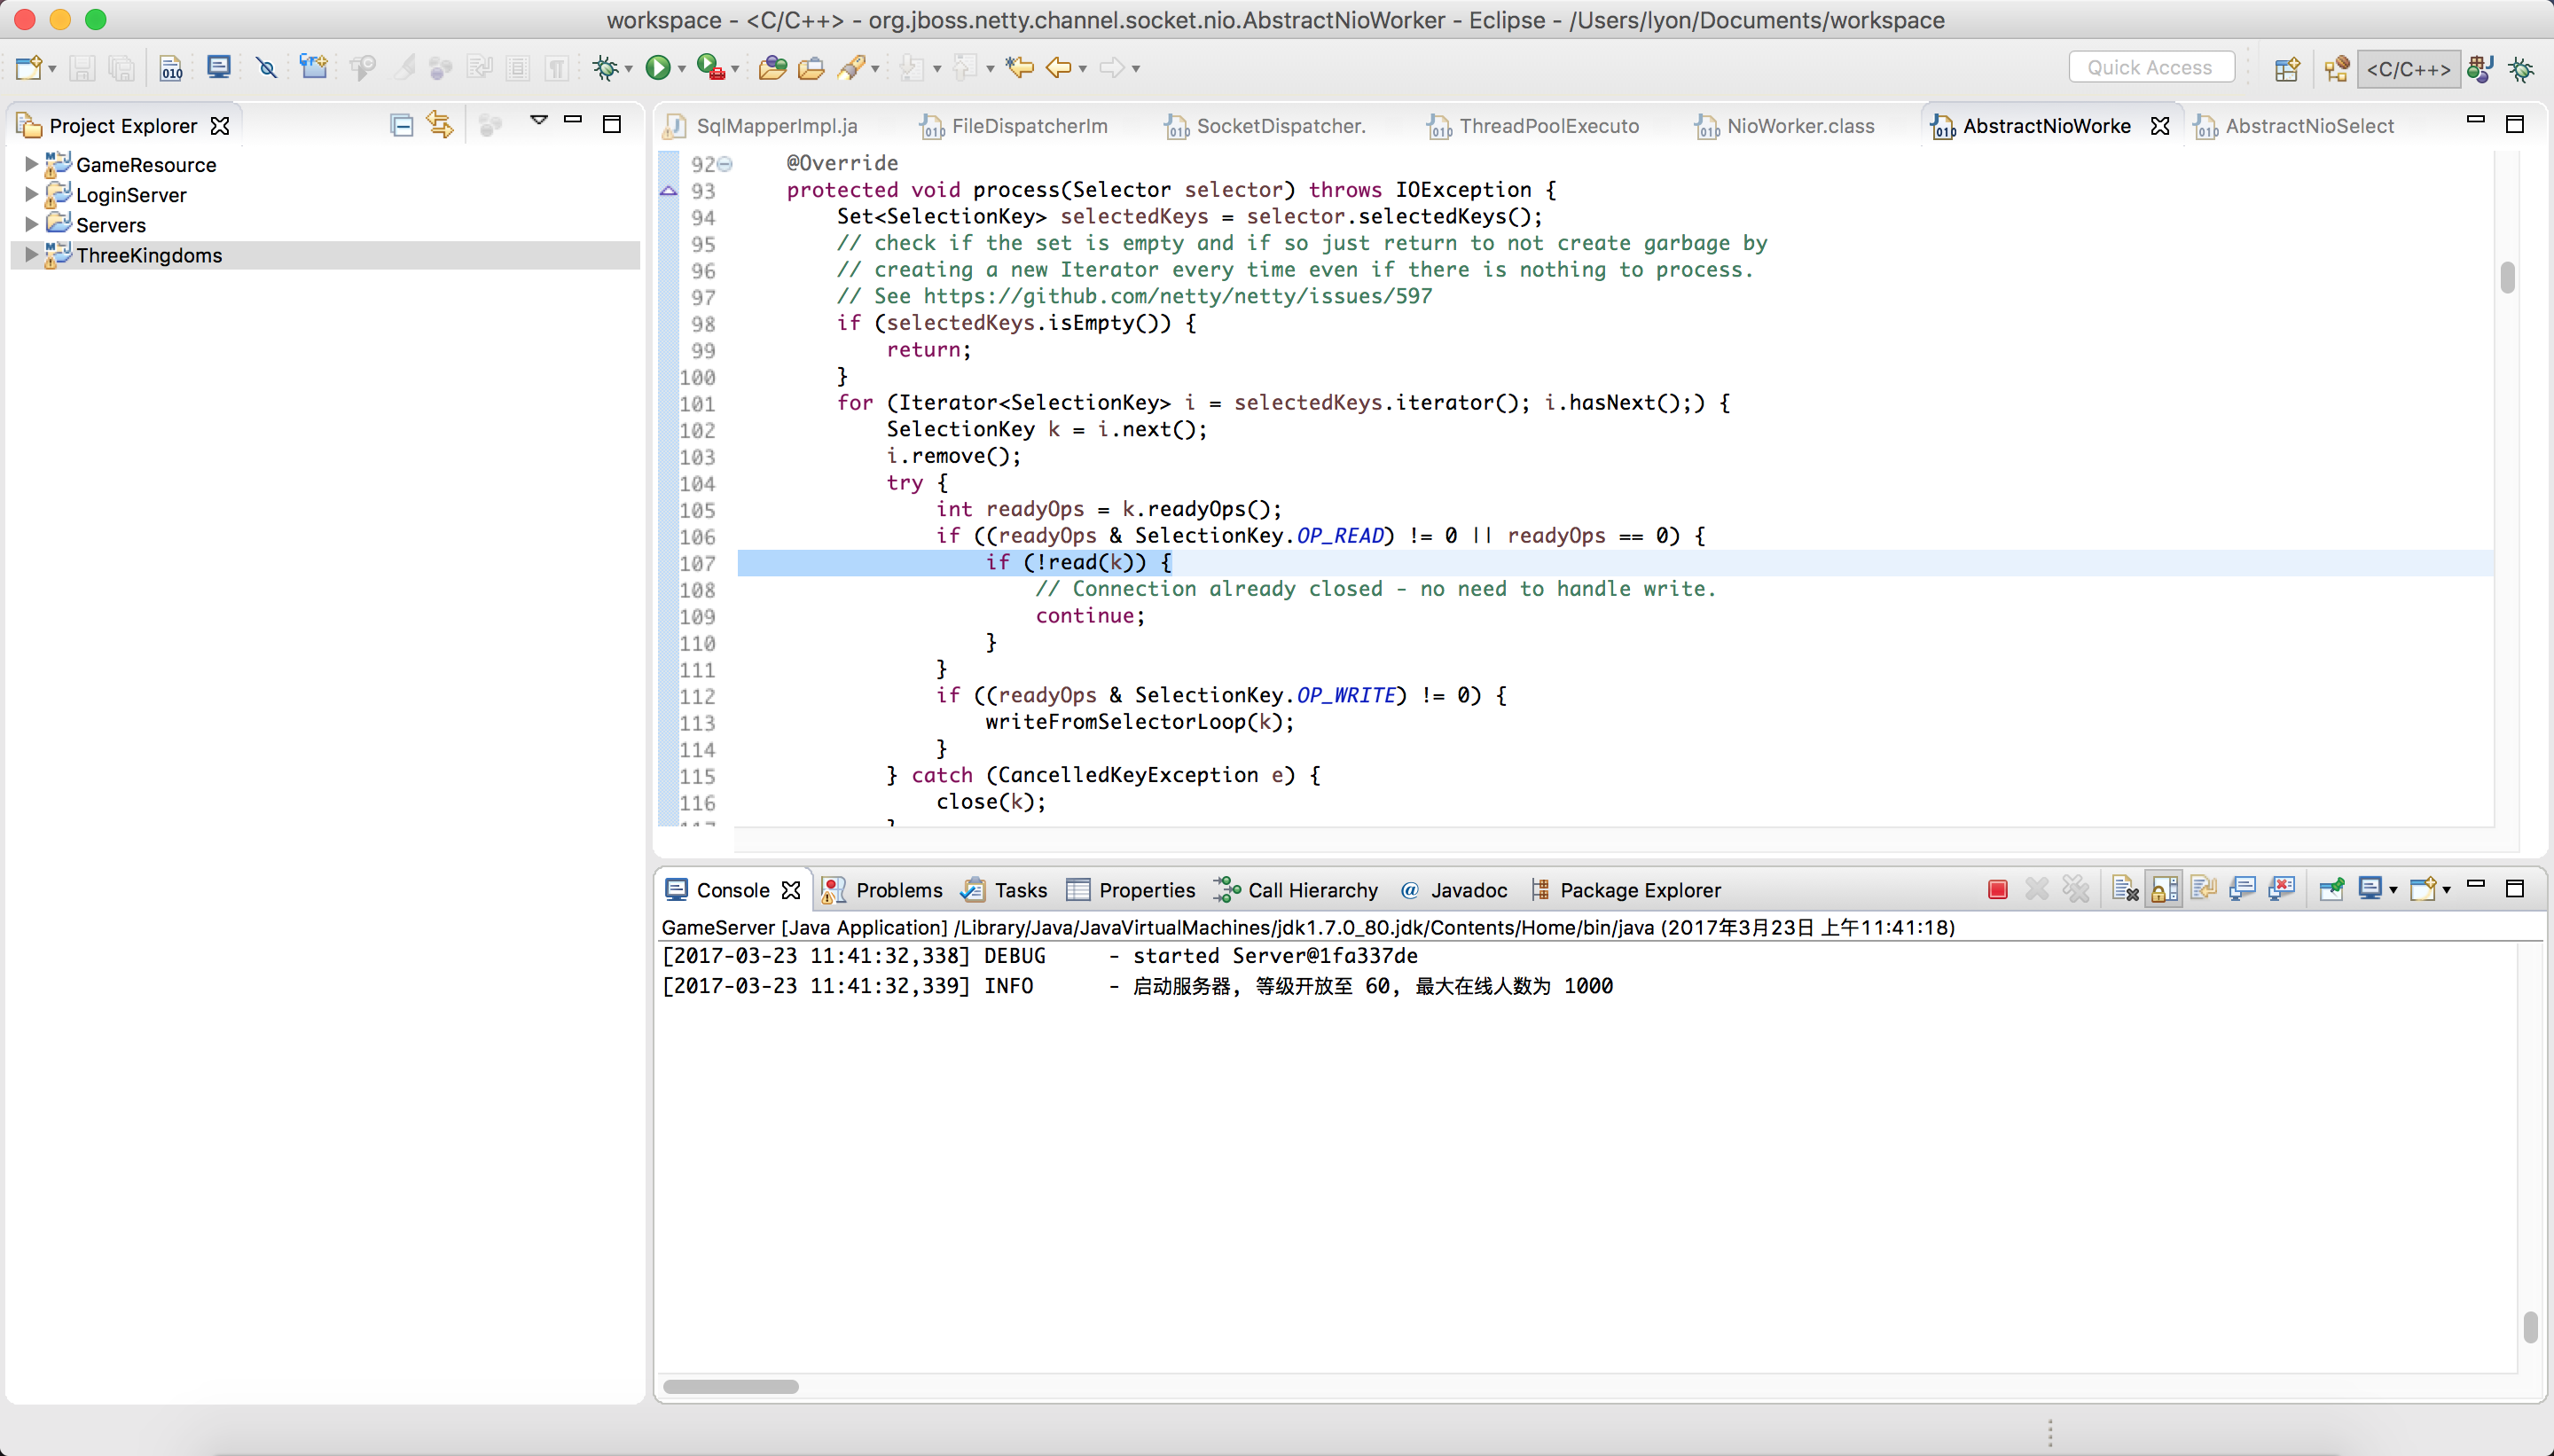 workspace - <C/C++> - org.jboss.netty.channel.socket.nio.AbstractNioWorker - Eclipse - /Users/lyon/Documents/workspace
Quick Access
<C/C++>
Project Explorer
GameResource
LoginServer
Servers
ThreeKingdoms
SqlMapperImpl.ja
FileDispatcherIm
SocketDispatcher.
ThreadPoolExecuto
NioWorker.class
AbstractNioWorke
AbstractNioSelect
92 @Override
93 protected void process(Selector selector) throws IOException {
94 Set<SelectionKey> selectedKeys = selector.selectedKeys();
95 // check if the set is empty and if so just return to not create garbage by
96 // creating a new Iterator every time even if there is nothing to process.
97 // See https://github.com/netty/netty/issues/597
98 if (selectedKeys.isEmpty()) {
99 return;
100 }
101 for (Iterator<SelectionKey> i = selectedKeys.iterator(); i.hasNext();) {
102 SelectionKey k = i.next();
103 i.remove();
104 try {
105 int readyOps = k.readyOps();
106 if ((readyOps & SelectionKey.OP_READ) != 0 || readyOps == 0) {
107 if (!read(k)) {
108 // Connection already closed - no need to handle write.
109 continue;
110 }
111 }
112 if ((readyOps & SelectionKey.OP_WRITE) != 0) {
113 writeFromSelectorLoop(k);
114 }
115 } catch (CancelledKeyException e) {
116 close(k);
Console
Problems
Tasks
Properties
Call Hierarchy
@ Javadoc
Package Explorer
GameServer [Java Application] /Library/Java/JavaVirtualMachines/jdk1.7.0_80.jdk/Contents/Home/bin/java (2017年3月23日 上午11:41:18)
[2017-03-23 11:41:32,338] DEBUG - started Server@1fa337de
[2017-03-23 11:41:32,339] INFO - 启动服务器, 等级开放至 60, 最大在线人数为 1000